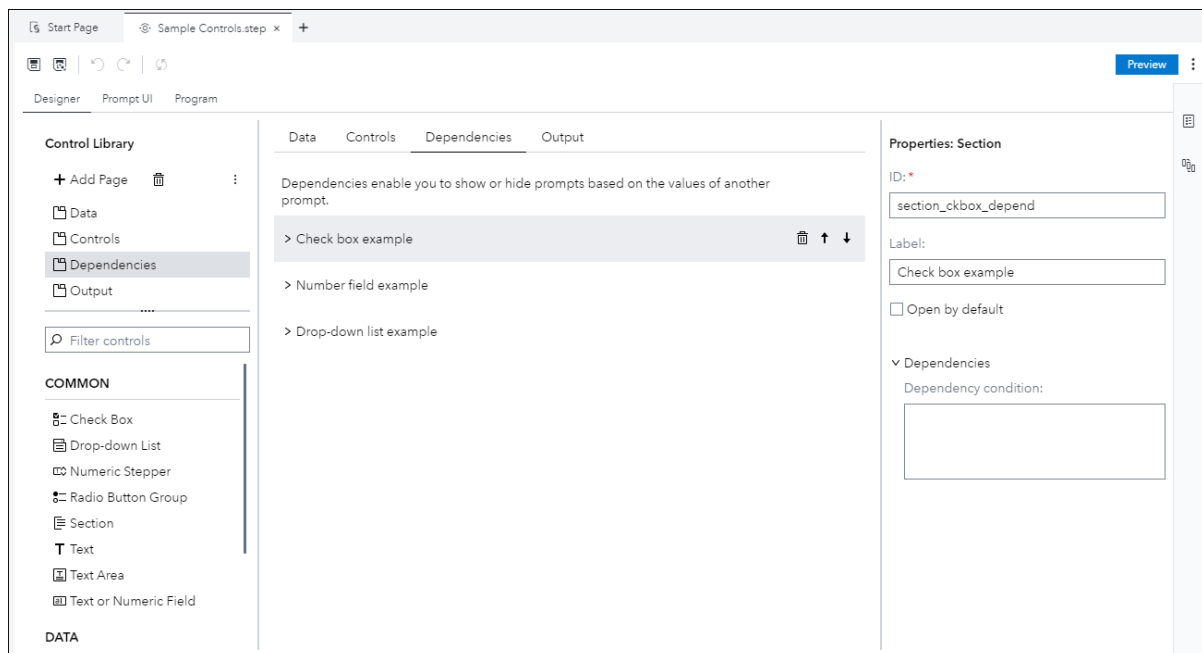 Start Page
Sample Controls.step
Preview
Designer Prompt UI Program
Control Library
Add Page
Data
Controls
Dependencies
Output
Filter controls
COMMON
Check Box
Drop-down List
Numeric Stepper
Radio Button Group
Section
Text
Text Area
Text or Numeric Field
DATA
Data Controls Dependencies Output
Dependencies enable you to show or hide prompts based on the values of another
prompt.
Check box example
Number field example
Drop-down list example
Properties: Section
ID: *
section_ckbox_depend
Label:
Check box example
Open by default
Dependencies
Dependency condition: